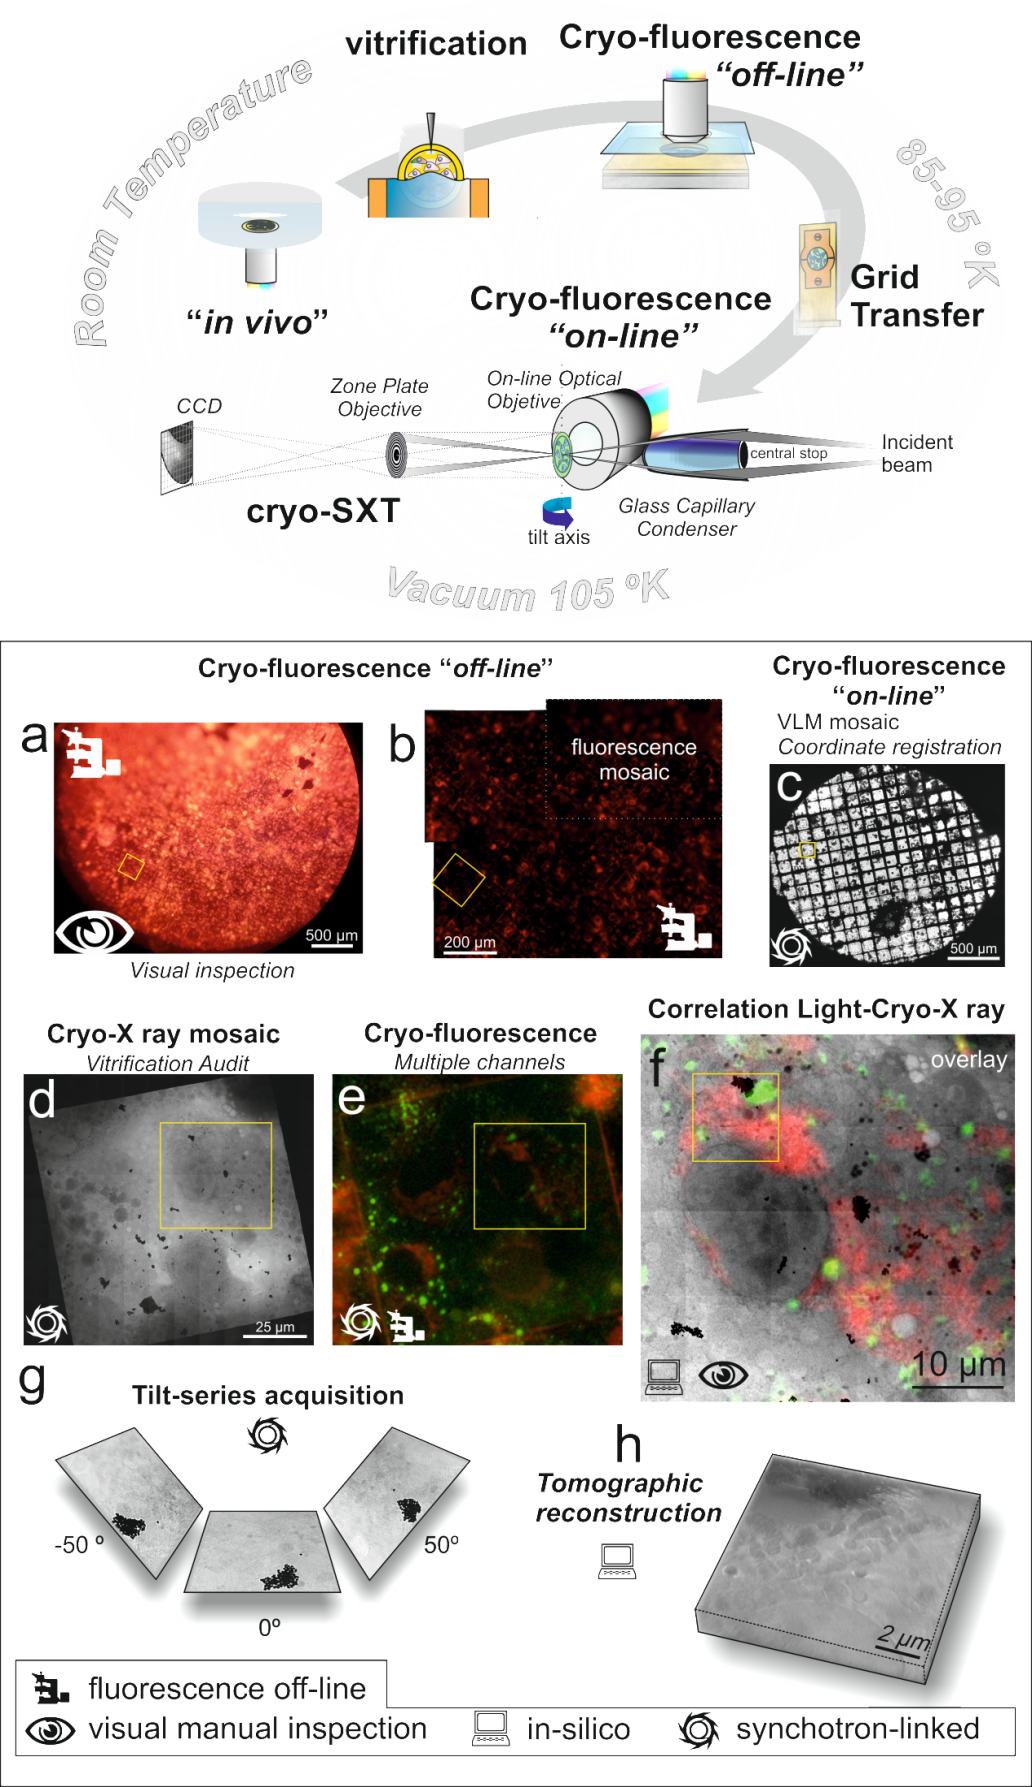 vitrification
Cryo-fluorescence
“off-line”
Room Temperature
85-95 ºK
“in vivo”
Grid
Transfer
Cryo-fluorescence
“on-line”
CCD
Zone Plate
Objective
On-line Optical
Objetive
central stop
Incident
beam
cryo-SXT
tilt axis
Glass Capillary
Condenser
Vacuum 105 ºK
Cryo-fluorescence “off-line”
Cryo-fluorescence
“on-line”
VLM mosaic
Coordinate registration
a
500 µm
Visual inspection
b
fluorescence
mosaic
200 µm
c
500 µm
Cryo-X ray mosaic
Vitrification Audit
d
25 µm
Cryo-fluorescence
Multiple channels
e
Correlation Light-Cryo-X ray
f
overlay
10 µm
g
Tilt-series acquisition
-50 º
0º
50º
h
Tomographic
reconstruction
2 µm
fluorescence off-line
visual manual inspection
in-silico
synchotron-linked